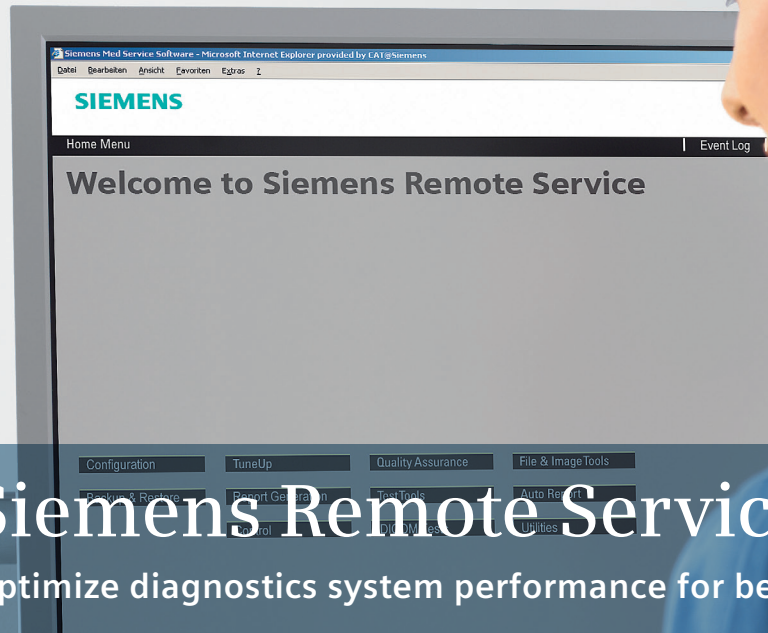 Siemens Med Service Software - Microsoft Internet Explorer provided by CAT@Siemens
Datei Bearbeiten Ansicht Favoriten Extras ?
SIEMENS
Home Menu | Event Log
Welcome to Siemens Remote Service
Configuration TuneUp Quality Assurance File & Image Tools
Backup & Restore Report Generation Test Tools Auto Report
Control Utilities
Siemens Remote Servic
ptimize diagnostics system performance for be